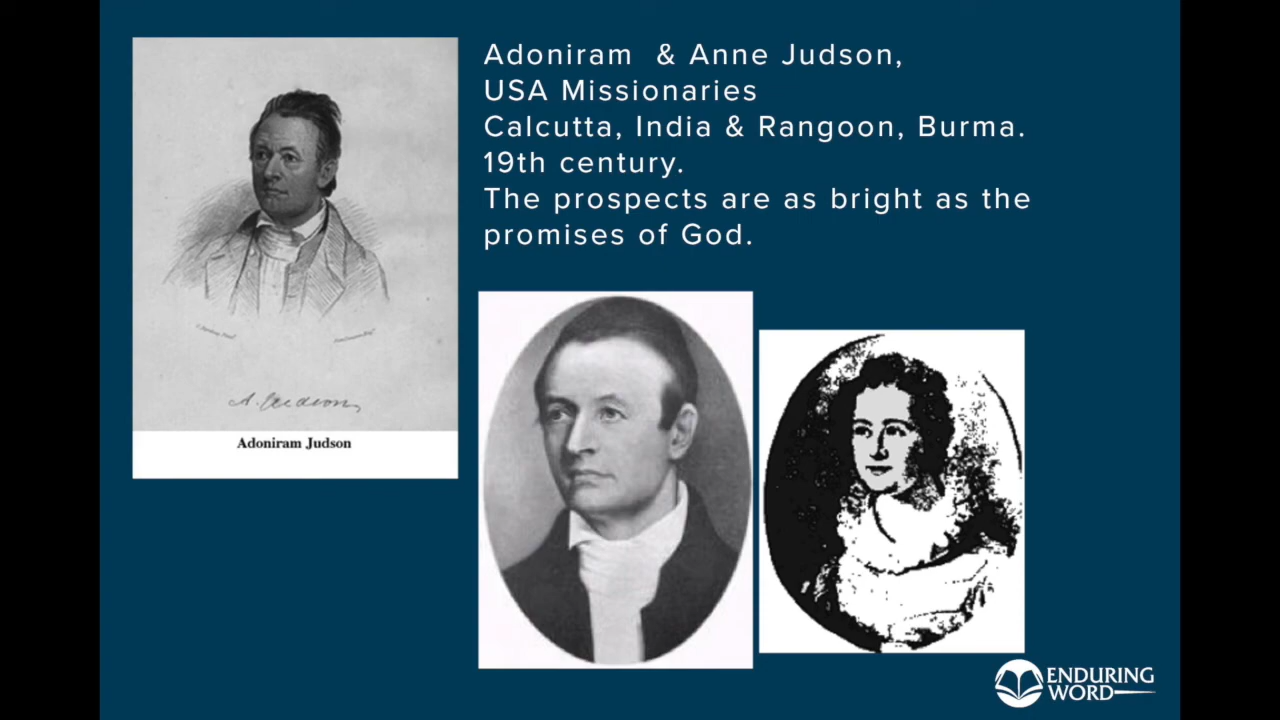 Adoniram & Anne Judson,
USA Missionaries
Calcutta, India & Rangoon, Burma.
19th century.
The prospects are as bright as the
promises of God.
A. Judson
Adoniram Judson
ENDURING
WORD